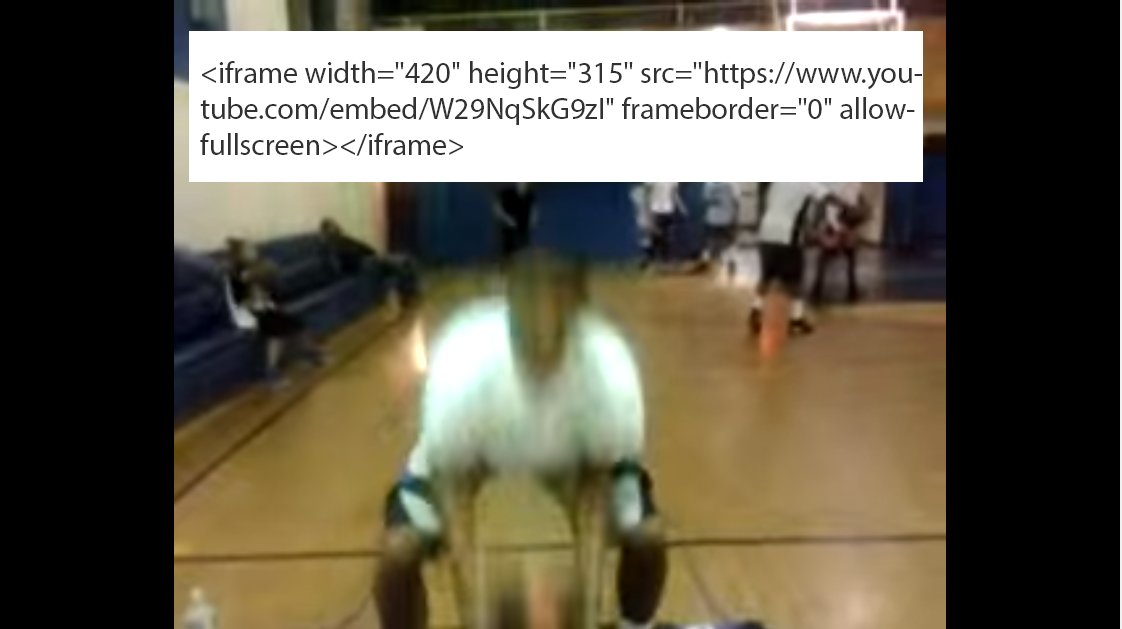 <iframe width="420" height="315" src="https://www.you-
tube.com/embed/W29NqSkG9zI" frameborder="0" allow-
fullscreen></iframe>